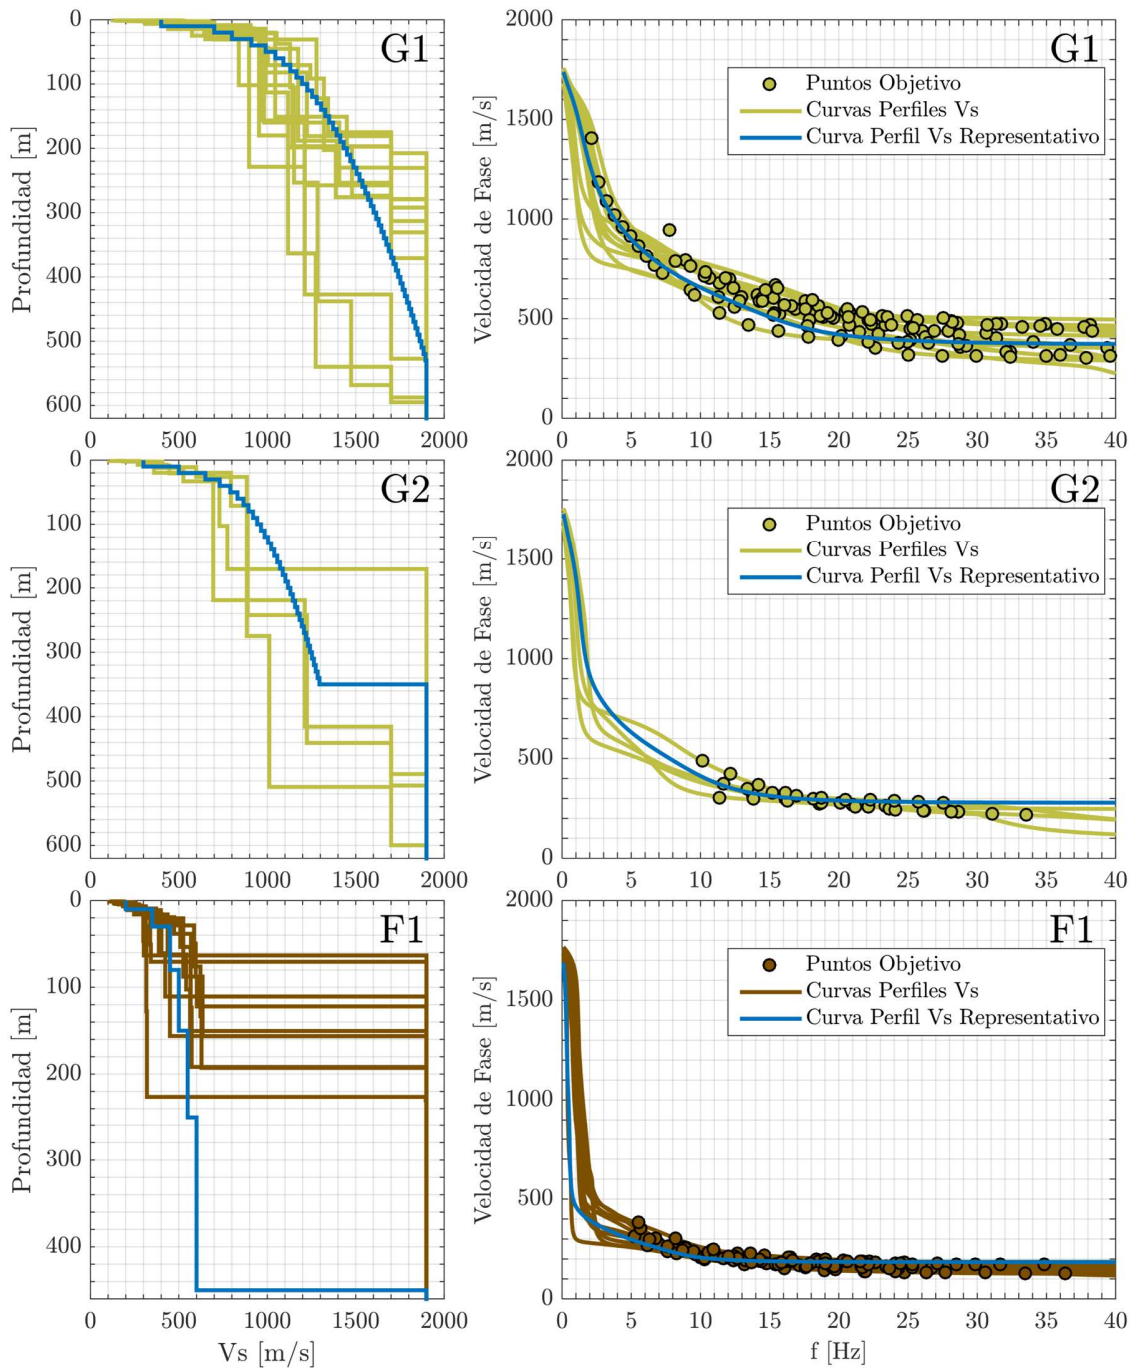 G1
Profundidad [m]
0
100
200
300
400
500
600
0 500 1000 1500 2000
G1
Puntos Objetivo
Curvas Perfiles Vs
Curva Perfil Vs Representativo
Velocidad de Fase [m/s]
2000
1500
1000
500
0
0 5 10 15 20 25 30 35 40
G2
Profundidad [m]
0
100
200
300
400
500
600
0 500 1000 1500 2000
G2
Puntos Objetivo
Curvas Perfiles Vs
Curva Perfil Vs Representativo
Velocidad de Fase [m/s]
2000
1500
1000
500
0
0 5 10 15 20 25 30 35 40
F1
Profundidad [m]
0
100
200
300
400
0 500 1000 1500 2000
Vs [m/s]
F1
Puntos Objetivo
Curvas Perfiles Vs
Curva Perfil Vs Representativo
Velocidad de Fase [m/s]
2000
1500
1000
500
0
0 5 10 15 20 25 30 35 40
f [Hz]